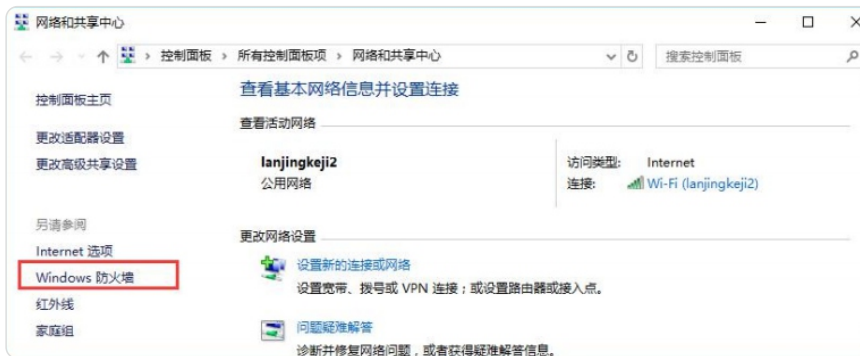 网络和共享中心
控制面板 › 所有控制面板项 › 网络和共享中心
搜索控制面板
控制面板主页
更改适配器设置
更改高级共享设置
另请参阅
Internet 选项
Windows 防火墙
红外线
家庭组
查看基本网络信息并设置连接
查看活动网络
lanjingkeji2
公用网络
访问类型: Internet
连接: Wi-Fi (lanjingkeji2)
更改网络设置
设置新的连接或网络
设置宽带、拨号或 VPN 连接；或设置路由器或接入点。
问题疑难解答
诊断并修复网络问题，或者获得疑难解答信息。